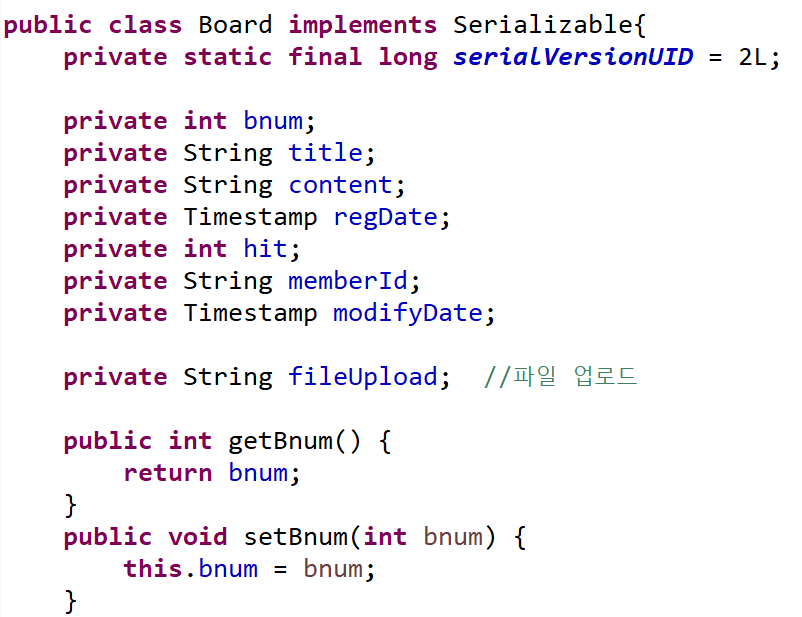 public class Board implements Serializable{
private static final long serialVersionUID = 2L;
private int bnum;
private String title;
private String content;
private Timestamp regDate;
private int hit;
private String memberId;
private Timestamp modifyDate;
private String fileUpload;  //파일 업로드
public int getBnum() {
return bnum;
}
public void setBnum(int bnum) {
this.bnum = bnum;
}